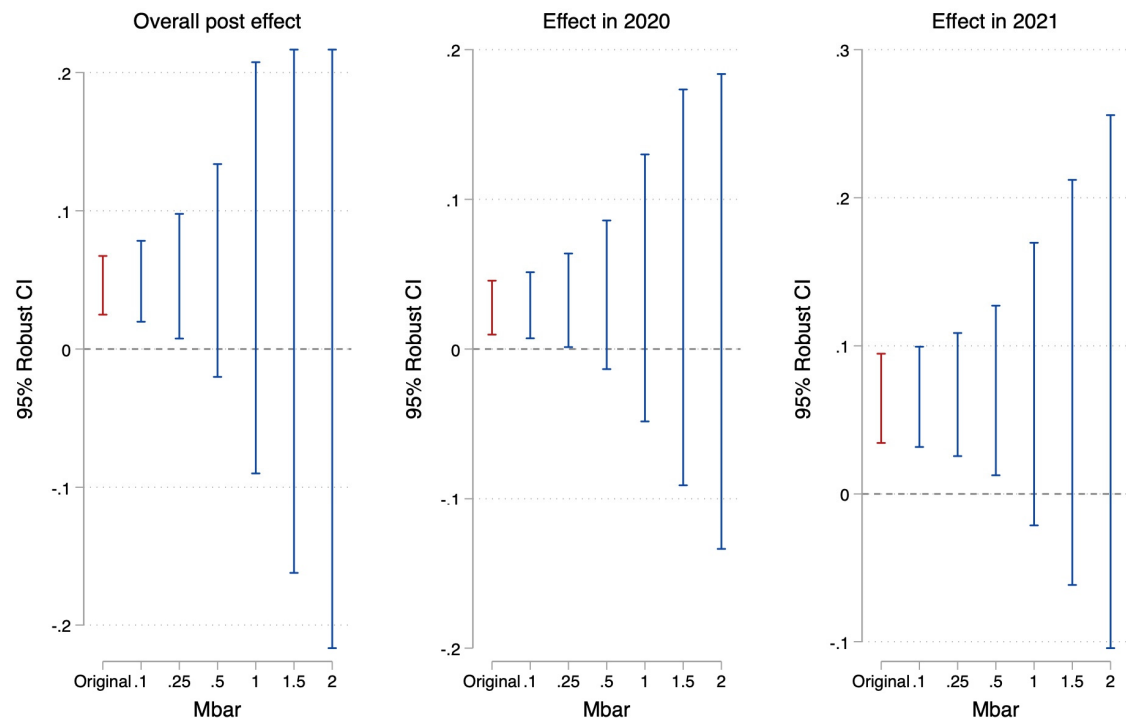 Overall post effect
95% Robust CI
.2
.1
0
-.1
-.2
Original .1 .25 .5 1 1.5 2
Mbar
Effect in 2020
95% Robust CI
.2
.1
0
-.1
-.2
Original .1 .25 .5 1 1.5 2
Mbar
Effect in 2021
95% Robust CI
.3
.2
.1
0
-.1
Original .1 .25 .5 1 1.5 2
Mbar